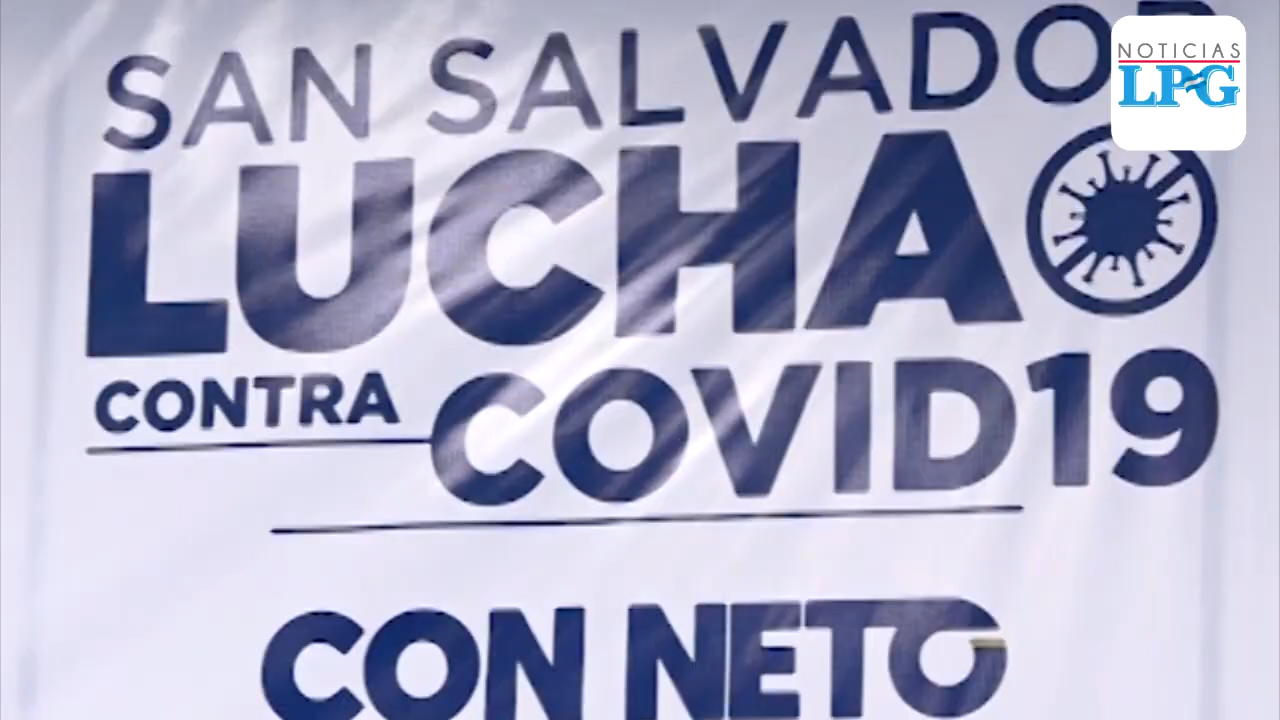 SAN SALVADOR
NOTICIAS
LPG
LUCHA
CONTRA COVID19
CON NETO